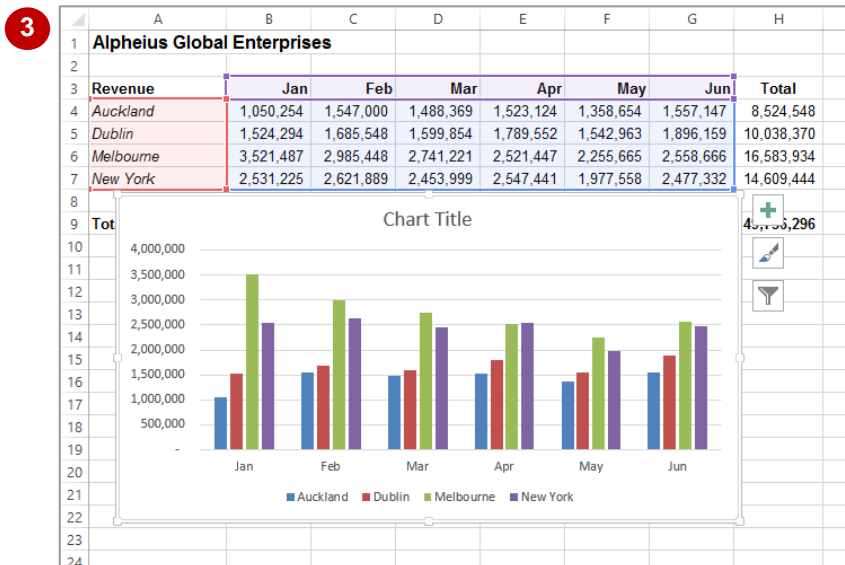 3
A B C D E F G H
1 Alpheius Global Enterprises
2
3 Revenue Jan Feb Mar Apr May Jun Total
4 Auckland 1,050,254 1,547,000 1,488,369 1,523,124 1,358,654 1,557,147 8,524,548
5 Dublin 1,524,294 1,685,548 1,599,854 1,789,552 1,542,963 1,896,159 10,038,370
6 Melbourne 3,521,487 2,985,448 2,741,221 2,521,447 2,255,665 2,558,666 16,583,934
7 New York 2,531,225 2,621,889 2,453,999 2,547,441 1,977,558 2,477,332 14,609,444
8
9 Tot
10
11
12
13
14
15
16
17
18
19
20
21
22
23
24
Chart Title
4,000,000
3,500,000
3,000,000
2,500,000
2,000,000
1,500,000
1,000,000
500,000
-
Jan Feb Mar Apr May Jun
Auckland Dublin Melbourne New York